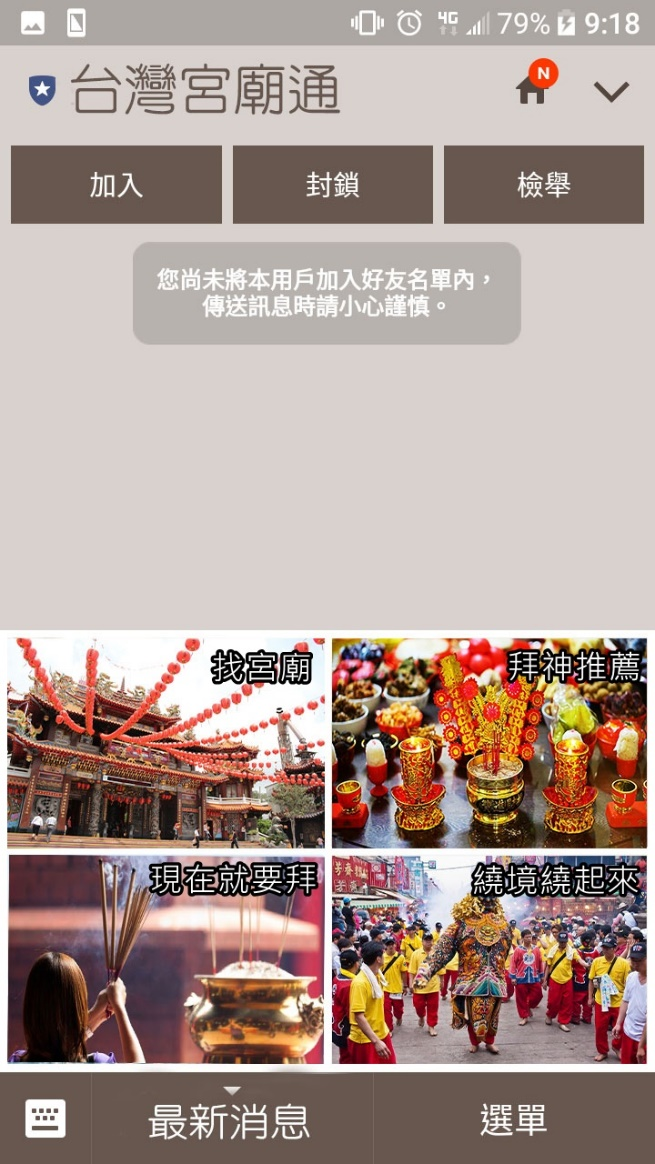 4G 79% 9:18
台灣宮廟通
N
加入 封鎖 檢舉
您尚未將本用戶加入好友名單內，
傳送訊息時請小心謹慎。
找宮廟 拜神推薦
現在就要拜 繞境繞起來
最新消息 選單